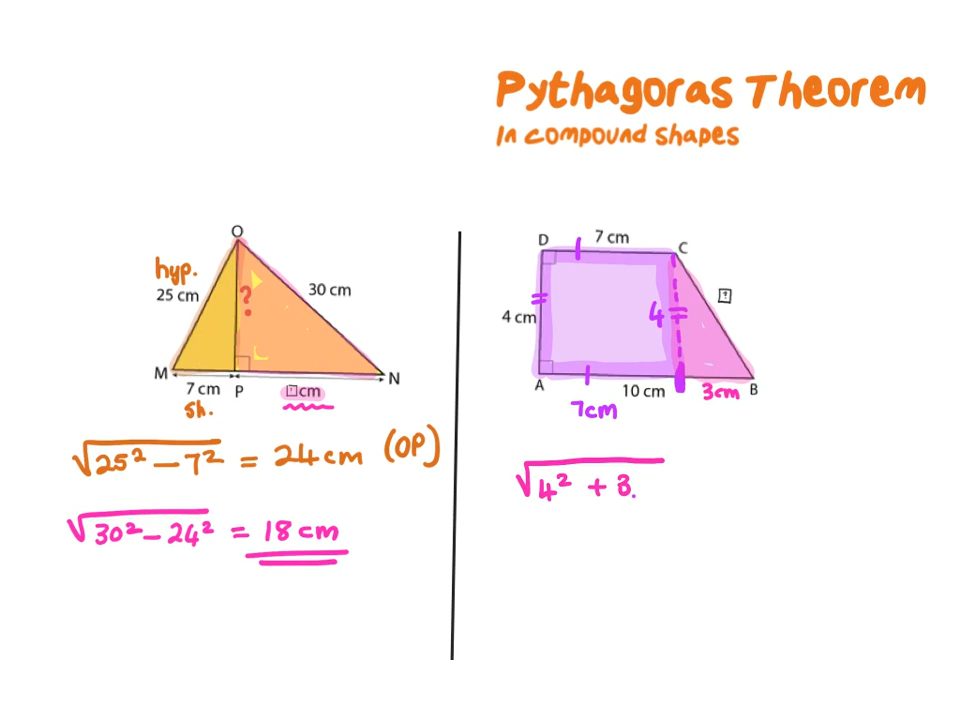 Pythagoras Theorem
In compound shapes
O
hyp.
25 cm
?
30 cm
M
7 cm
P
cm
N
sh.
√25² − 7² = 24cm (OP)
√30² − 24² = 18 cm
D
7 cm
C
4 cm
4
A
10 cm
3cm
B
7cm
√4² + 3.